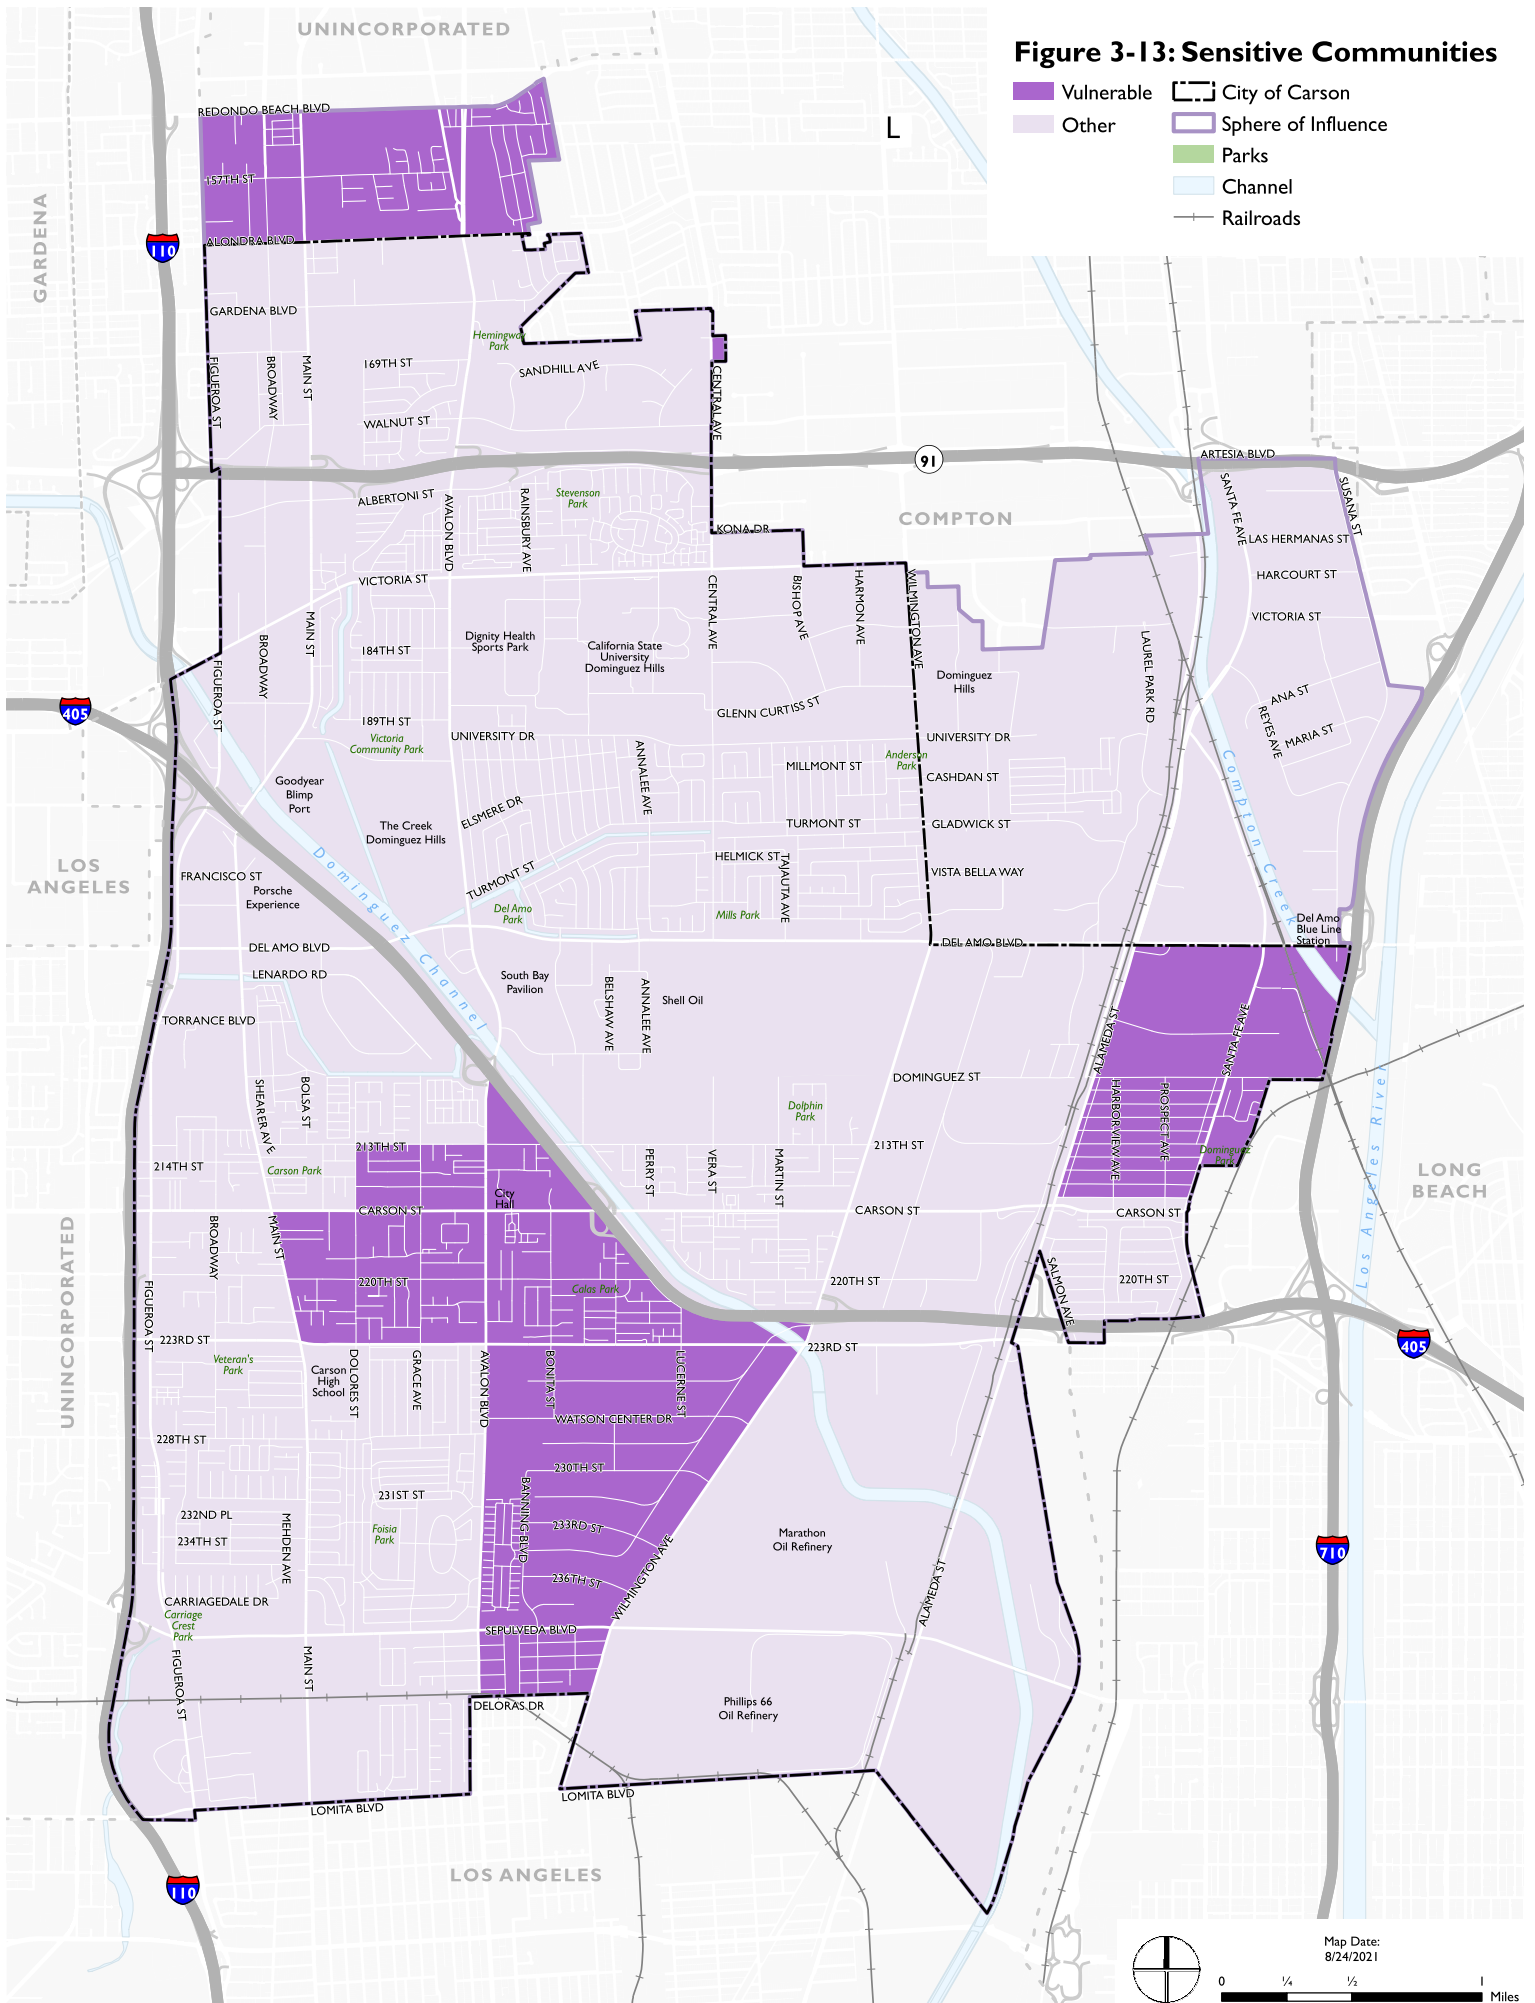 UNINCORPORATED
Figure 3-13: Sensitive Communities
Vulnerable
City of Carson
Other
Sphere of Influence
Parks
Channel
Railroads
L
REDONDO BEACH BLVD
157TH ST
GARDENA
110
ALONDRA BLVD
GARDENA BLVD
Hemingway
Park
169TH ST
SANDHILL AVE
FIGUEROA ST
BROADWAY
MAIN ST
CENTRAL AVE
WALNUT ST
91
ARTESIA BLVD
ALBERTONI ST
AVALON BLVD
RAINSBURY AVE
Stevenson
Park
COMPTON
KONA DR
SANTA FE AVE
SUSANA ST
LAS HERMANAS ST
HARCOURT ST
VICTORIA ST
VICTORIA ST
CENTRAL AVE
BISHOP AVE
HARMON AVE
WILMINGTON AVE
MAIN ST
BROADWAY
184TH ST
Dignity Health
Sports Park
California State
University
Dominguez Hills
LAUREL PARK RD
Dominguez
Hills
FIGUEROA ST
405
189TH ST
GLENN CURTISS ST
ANA ST
REYES AVE
MARIA ST
Victoria
Community Park
UNIVERSITY DR
UNIVERSITY DR
ANNALEE AVE
Anderson
Park
MILLMONT ST
CASHDAN ST
Compton Creek
Goodyear
Blimp
Port
The Creek
Dominguez Hills
ELSMERE DR
TURMONT ST
GLADWICK ST
LOS
ANGELES
Dominguez Channel
HELMICK ST
TAJAUTA AVE
VISTA BELLA WAY
FRANCISCO ST
Porsche
Experience
TURMONT ST
Del Amo
Park
Mills Park
Del Amo
Blue Line
Station
DEL AMO BLVD
DEL AMO BLVD
LENARDO RD
South Bay
Pavilion
BELSHAW AVE
ANNALEE AVE
Shell Oil
TORRANCE BLVD
ALAMEDA ST
SANTA FE AVE
SHEARER AVE
BOLSA ST
DOMINGUEZ ST
HARBOR VIEW AVE
PROSPECT AVE
Dolphin
Park
Los Angeles River
213TH ST
213TH ST
214TH ST
Carson Park
PERRY ST
VERA ST
MARTIN ST
Dominguez
Park
LONG
BEACH
City
Hall
CARSON ST
CARSON ST
CARSON ST
UNINCORPORATED
BROADWAY
MAIN ST
220TH ST
Calas Park
220TH ST
SALMON AVE
220TH ST
FIGUEROA ST
223RD ST
223RD ST
405
Veteran's
Park
Carson
High
School
DOLORES ST
GRACE AVE
AVALON BLVD
BONITA ST
LUCERNE ST
WATSON CENTER DR
228TH ST
230TH ST
231ST ST
BANNING BLVD
232ND PL
234TH ST
MEHDEN AVE
Foisia
Park
233RD ST
Marathon
Oil Refinery
710
WILMINGTON AVE
236TH ST
ALAMEDA ST
CARRIAGEDALE DR
Carriage
Crest
Park
SEPULVEDA BLVD
FIGUEROA ST
MAIN ST
DELORAS DR
Phillips 66
Oil Refinery
LOMITA BLVD
LOMITA BLVD
LOS ANGELES
110
Map Date:
8/24/2021
0 ¼ ½ 1
Miles